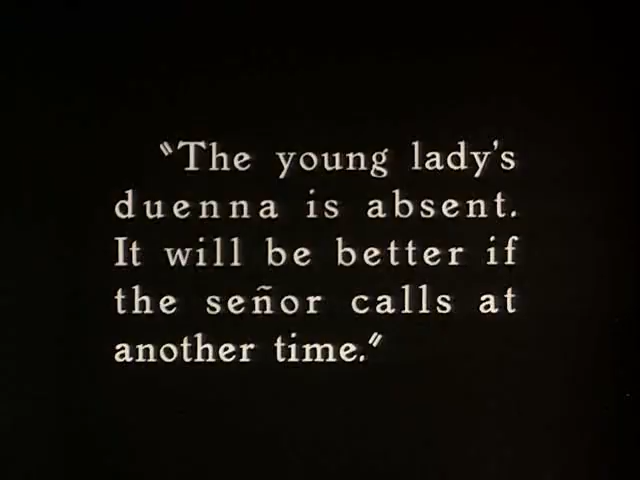 "The young lady's
duenna is absent.
It will be better if
the señor calls at
another time."